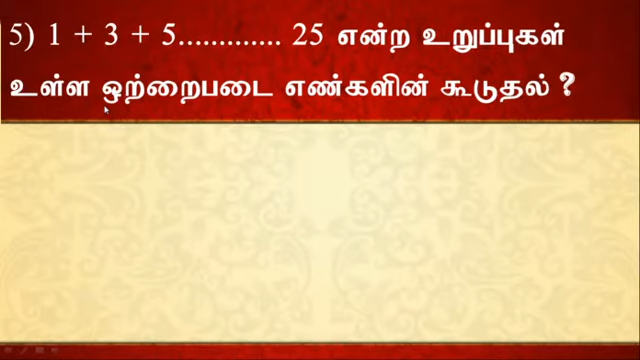 5) 1 + 3 + 5............. 25 என்ற உறுப்புகள்
உள்ள ஒற்றைபடை எண்களின் கூடுதல் ?